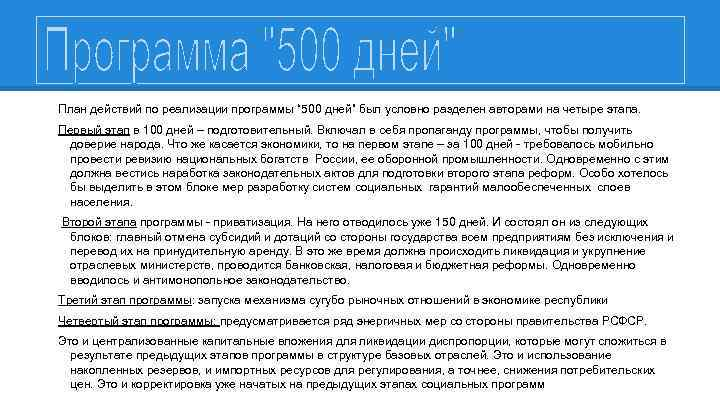 Программа "500 дней"
План действий по реализации программы “500 дней” был условно разделен авторами на четыре этапа.
Первый этап в 100 дней – подготовительный. Включал в себя пропаганду программы, чтобы получить
доверие народа. Что же касается экономики, то на первом этапе – за 100 дней - требовалось мобильно
провести ревизию национальных богатств России, ее оборонной промышленности. Одновременно с этим
должна вестись наработка законодательных актов для подготовки второго этапа реформ. Особо хотелось
бы выделить в этом блоке мер разработку систем социальных гарантий малообеспеченных слоев
населения.
Второй этапа программы - приватизация. На него отводилось уже 150 дней. И состоял он из следующих
блоков: главный отмена субсидий и дотаций со стороны государства всем предприятиям без исключения и
перевод их на принудительную аренду. В это же время должна происходить ликвидация и укрупнение
отраслевых министерств, проводится банковская, налоговая и бюджетная реформы. Одновременно
вводилось и антимонопольное законодательство.
Третий этап программы: запуска механизма сугубо рыночных отношений в экономике республики
Четвертый этап программы: предусматривается ряд энергичных мер со стороны правительства РСФСР.
Это и централизованные капитальные вложения для ликвидации диспропорции, которые могут сложиться в
результате предыдущих этапов программы в структуре базовых отраслей. Это и использование
накопленных резервов, и импортных ресурсов для регулирования, а точнее, снижения потребительских
цен. Это и корректировка уже начатых на предыдущих этапах социальных программ